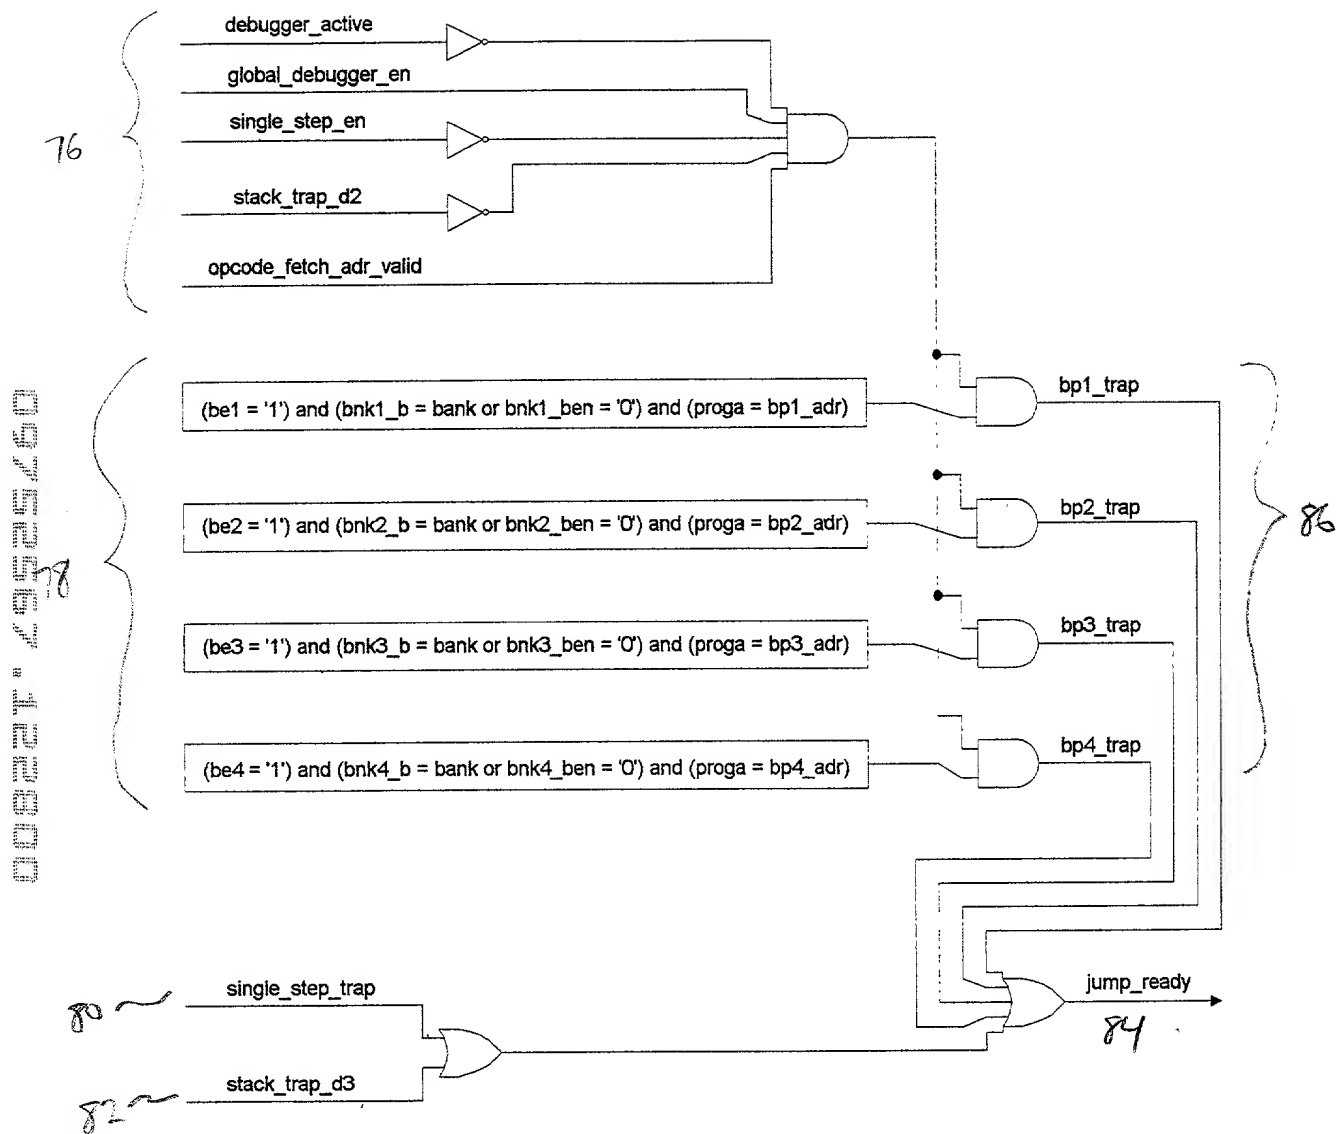 debugger_active
global_debugger_en
single_step_en
76
stack_trap_d2
opcode_fetch_adr_valid
(be1 = '1') and (bnk1_b = bank or bnk1_ben = '0') and (proga = bp1_adr)
bp1_trap
(be2 = '1') and (bnk2_b = bank or bnk2_ben = '0') and (proga = bp2_adr)
bp2_trap
86
78
(be3 = '1') and (bnk3_b = bank or bnk3_ben = '0') and (proga = bp3_adr)
bp3_trap
(be4 = '1') and (bnk4_b = bank or bnk4_ben = '0') and (proga = bp4_adr)
bp4_trap
09752567.122800
80
single_step_trap
jump_ready
84
82
stack_trap_d3